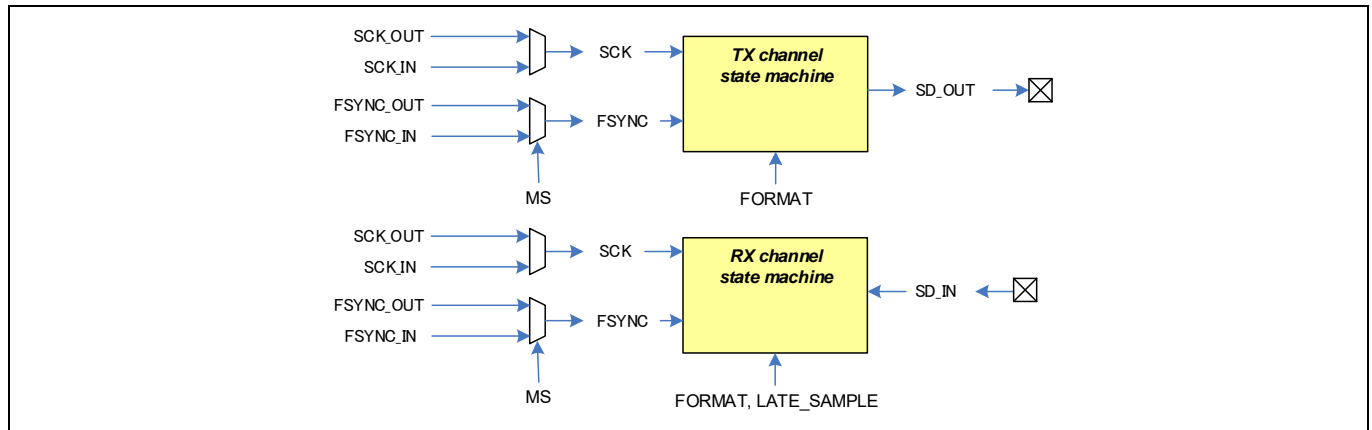 SCK_OUT
SCK_IN
SCK
FSYNC_OUT
FSYNC_IN
FSYNC
MS
TX channel
state machine
SD_OUT
FORMAT
SCK_OUT
SCK_IN
SCK
FSYNC_OUT
FSYNC_IN
FSYNC
MS
RX channel
state machine
SD_IN
FORMAT, LATE_SAMPLE